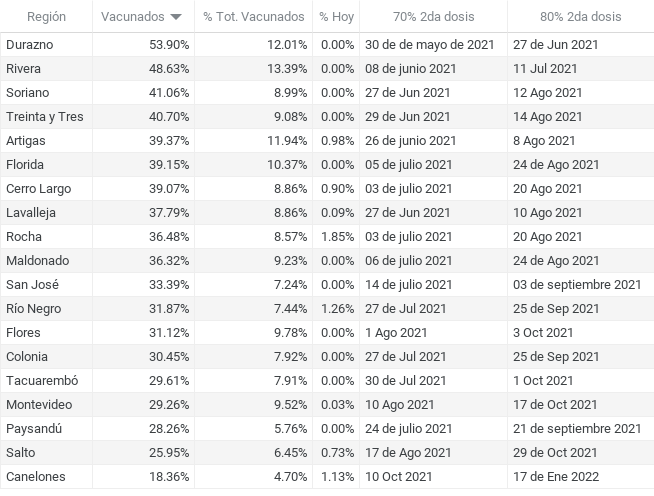 Región Vacunados % Tot. Vacunados % Hoy 70% 2da dosis 80% 2da dosis
Durazno 53.90% 12.01% 0.00% 30 de de mayo de 2021 27 de Jun 2021
Rivera 48.63% 13.39% 0.00% 08 de junio 2021 11 Jul 2021
Soriano 41.06% 8.99% 0.00% 27 de Jun 2021 12 Ago 2021
Treinta y Tres 40.70% 9.08% 0.00% 29 de Jun 2021 14 Ago 2021
Artigas 39.37% 11.94% 0.98% 26 de junio 2021 8 Ago 2021
Florida 39.15% 10.37% 0.00% 05 de julio 2021 24 de Ago 2021
Cerro Largo 39.07% 8.86% 0.90% 03 de julio 2021 20 Ago 2021
Lavalleja 37.79% 8.86% 0.09% 27 de Jun 2021 10 Ago 2021
Rocha 36.48% 8.57% 1.85% 03 de julio 2021 20 Ago 2021
Maldonado 36.32% 9.23% 0.00% 06 de julio 2021 24 de Ago 2021
San José 33.39% 7.24% 0.00% 14 de julio 2021 03 de septiembre 2021
Río Negro 31.87% 7.44% 1.26% 27 de Jul 2021 25 de Sep 2021
Flores 31.12% 9.78% 0.00% 1 Ago 2021 3 Oct 2021
Colonia 30.45% 7.92% 0.00% 27 de Jul 2021 25 de Sep 2021
Tacuarembó 29.61% 7.91% 0.00% 30 de Jul 2021 1 Oct 2021
Montevideo 29.26% 9.52% 0.03% 10 Ago 2021 17 de Oct 2021
Paysandú 28.26% 5.76% 0.00% 24 de julio 2021 21 de septiembre 2021
Salto 25.95% 6.45% 0.73% 17 de Ago 2021 29 de Oct 2021
Canelones 18.36% 4.70% 1.13% 10 Oct 2021 17 de Ene 2022